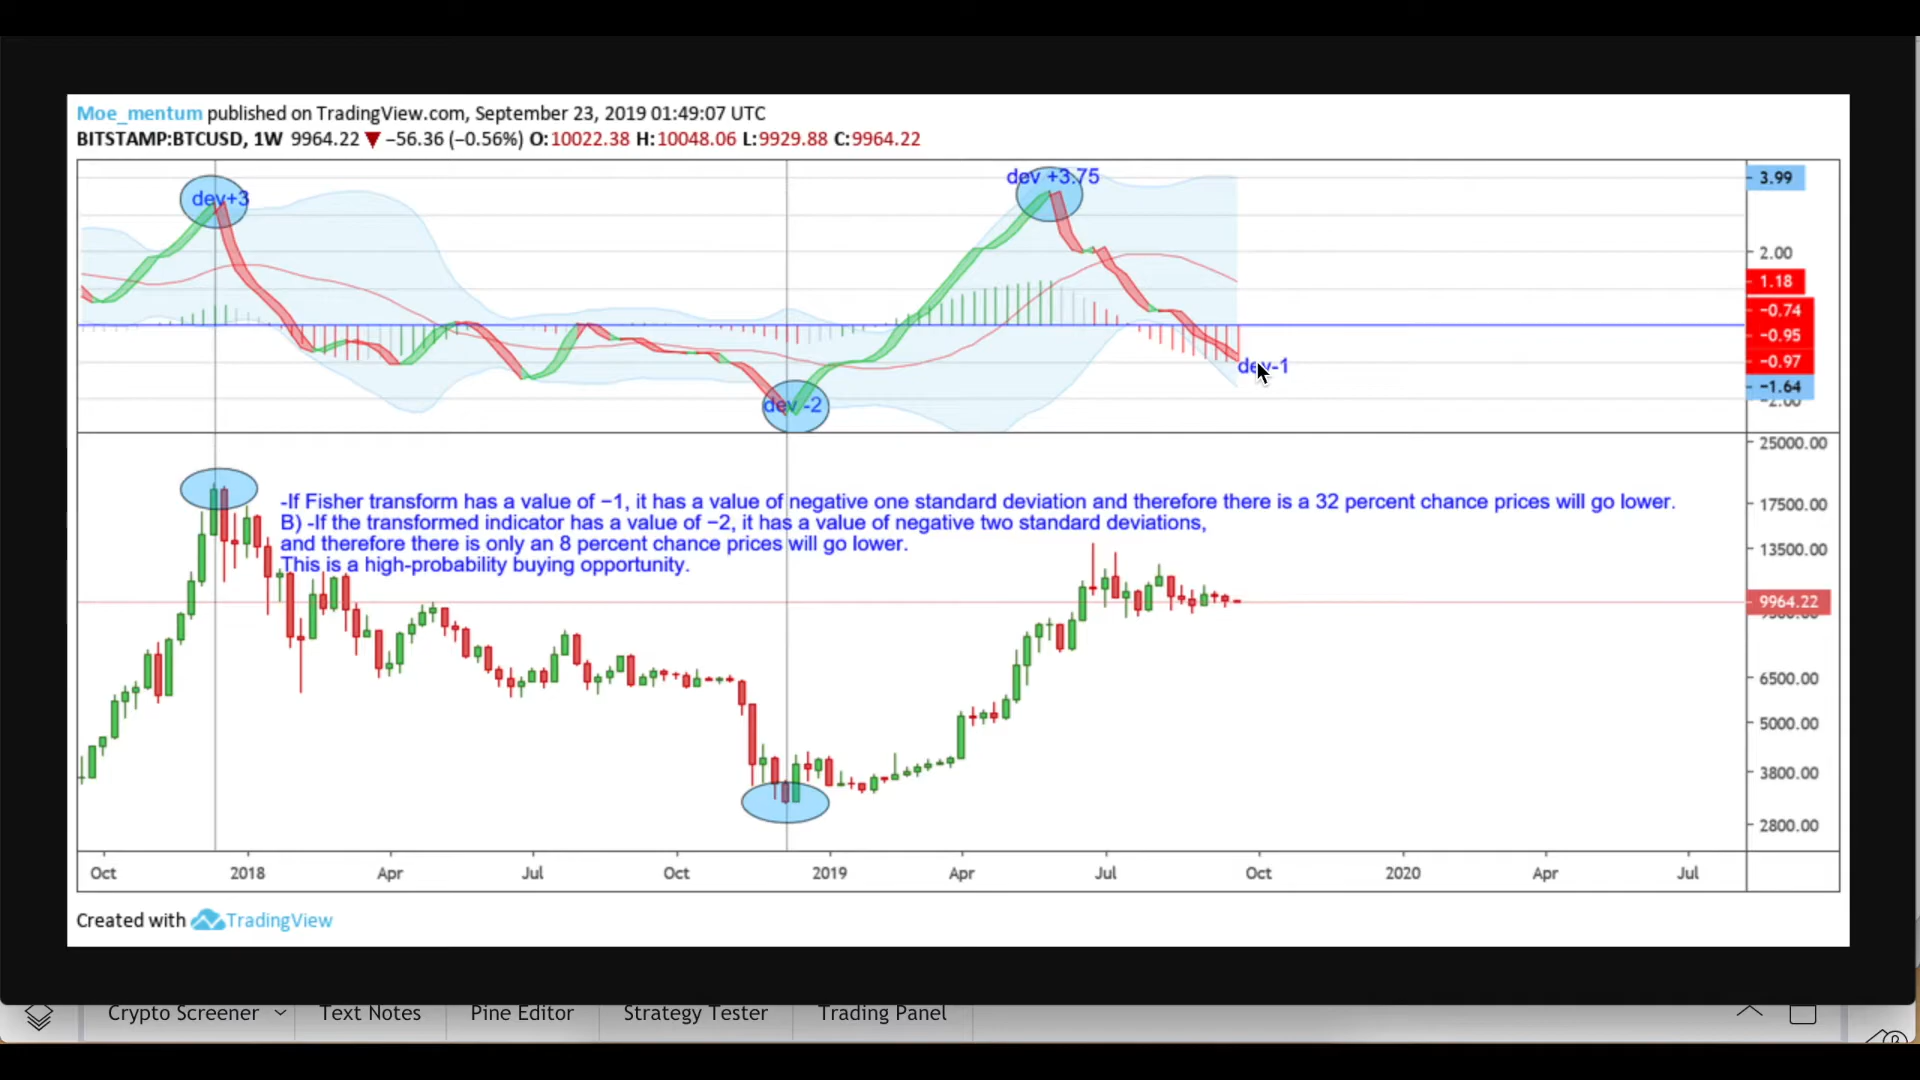 Moe_mentum published on TradingView.com, September 23, 2019 01:49:07 UTC
BITSTAMP:BTCUSD, 1W 9964.22 ▼ −56.36 (−0.56%) O:10022.38 H:10048.06 L:9929.88 C:9964.22
dev+3
dev +3.75
dev -2
dev-1
3.99
2.00
1.18
−0.74
−0.95
−0.97
−1.64
−2.00
-If Fisher transform has a value of −1, it has a value of negative one standard deviation and therefore there is a 32 percent chance prices will go lower.
B) -If the transformed indicator has a value of −2, it has a value of negative two standard deviations,
and therefore there is only an 8 percent chance prices will go lower.
This is a high-probability buying opportunity.
25000.00
17500.00
13500.00
9964.22
6500.00
5000.00
3800.00
2800.00
Oct 2018 Apr Jul Oct 2019 Apr Jul Oct 2020 Apr Jul
Created with TradingView
Crypto Screener Text Notes Pine Editor Strategy Tester Trading Panel